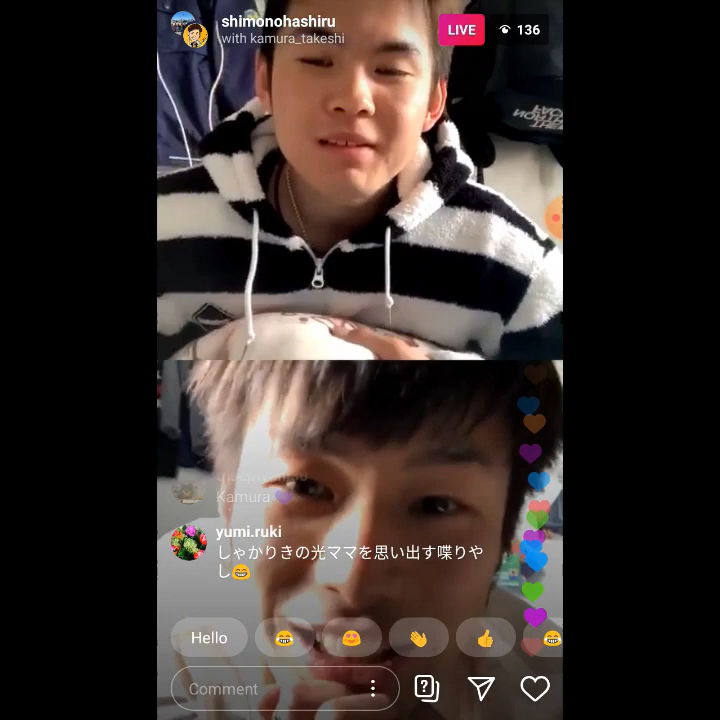 shimonohashiru
with kamura_takeshi
LIVE
136
Kamura 💜
yumi.ruki
しゃかりきの光ママを思い出す喋りや
し😂
Hello
Comment